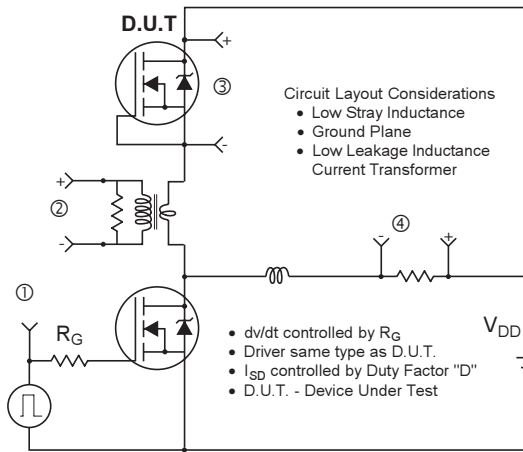 D.U.T
+
③
-
Circuit Layout Considerations
• Low Stray Inductance
• Ground Plane
• Low Leakage Inductance
Current Transformer
+
②
-
④
-
+
①
RG
• dv/dt controlled by RG
• Driver same type as D.U.T.
• ISD controlled by Duty Factor "D"
• D.U.T. - Device Under Test
VDD